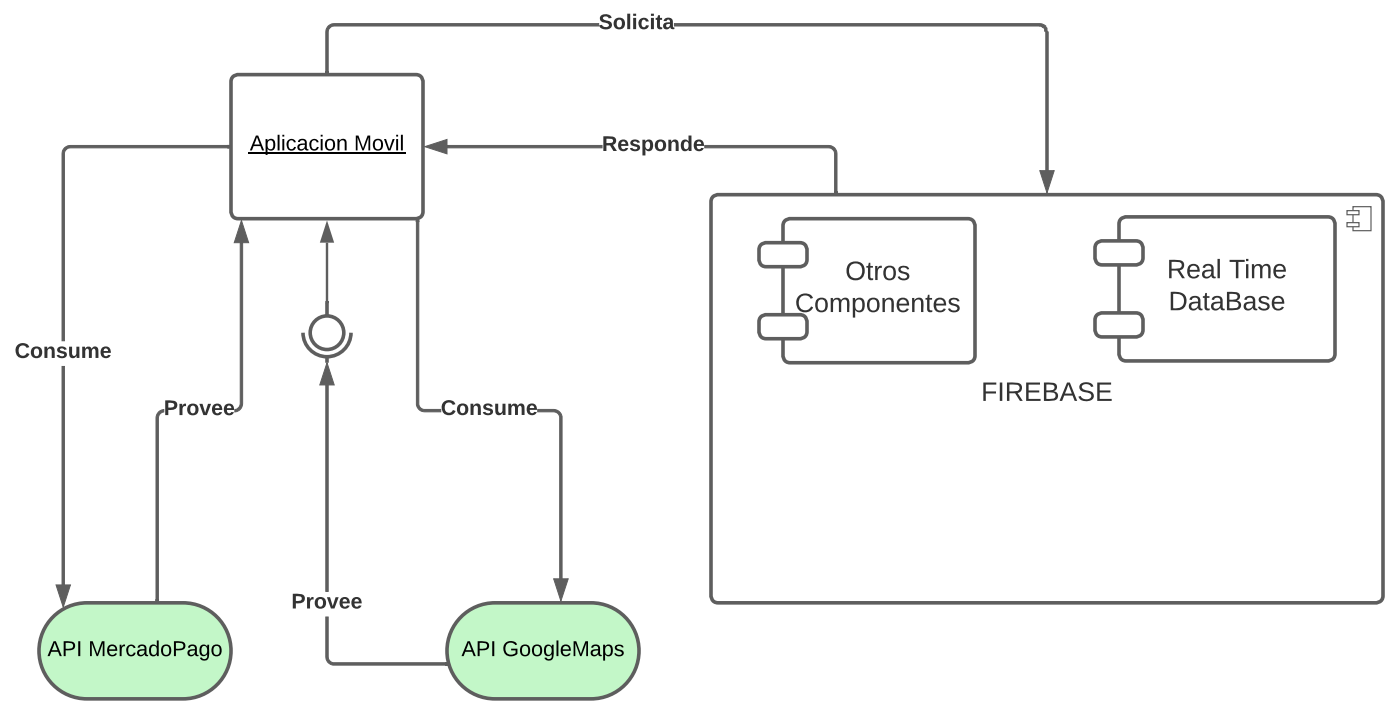 Solicita
Aplicacion Movil
Responde
Otros
Componentes
Real Time
DataBase
Consume
FIREBASE
Provee
Consume
Provee
API MercadoPago
API GoogleMaps